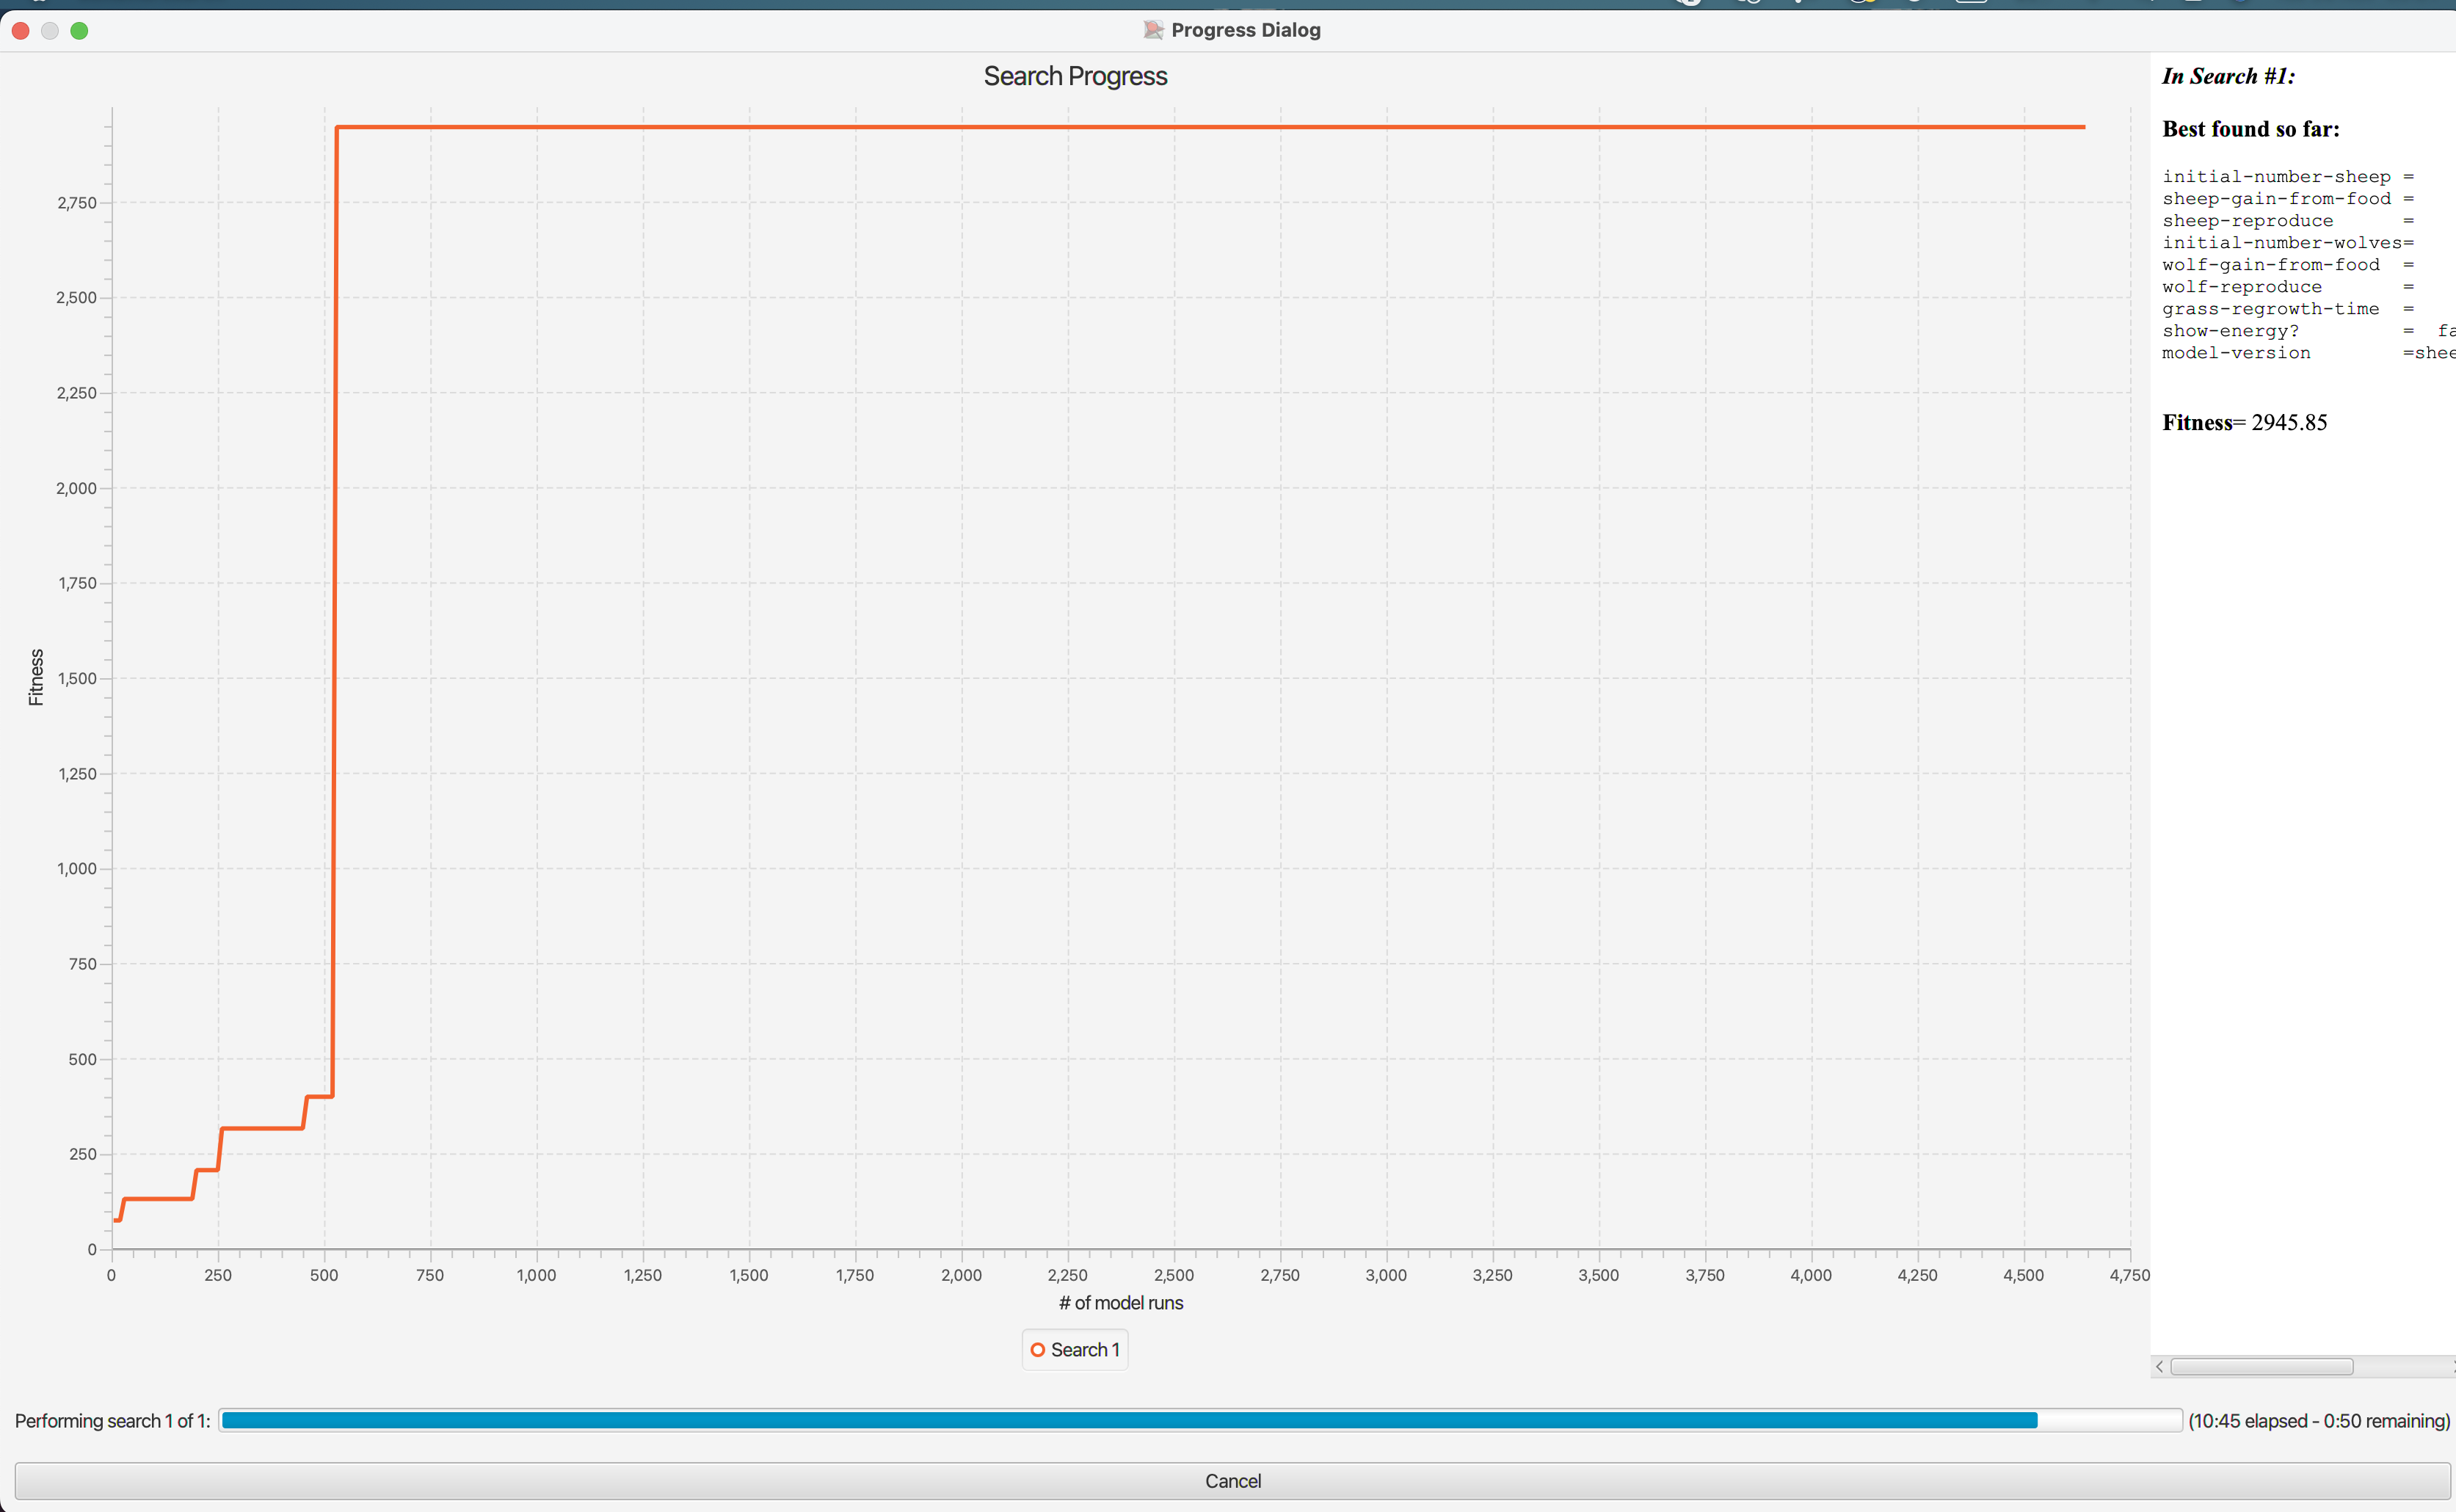 Progress Dialog
Search Progress
Fitness
2,750
2,500
2,250
2,000
1,750
1,500
1,250
1,000
750
500
250
0
0 250 500 750 1,000 1,250 1,500 1,750 2,000 2,250 2,500 2,750 3,000 3,250 3,500 3,750 4,000 4,250 4,500 4,750
# of model runs
Search 1
In Search #1:
Best found so far:
initial-number-sheep =
sheep-gain-from-food =
sheep-reproduce =
initial-number-wolves=
wolf-gain-from-food =
wolf-reproduce =
grass-regrowth-time =
show-energy? = fa
model-version =shee
Fitness= 2945.85
Performing search 1 of 1: (10:45 elapsed - 0:50 remaining)
Cancel